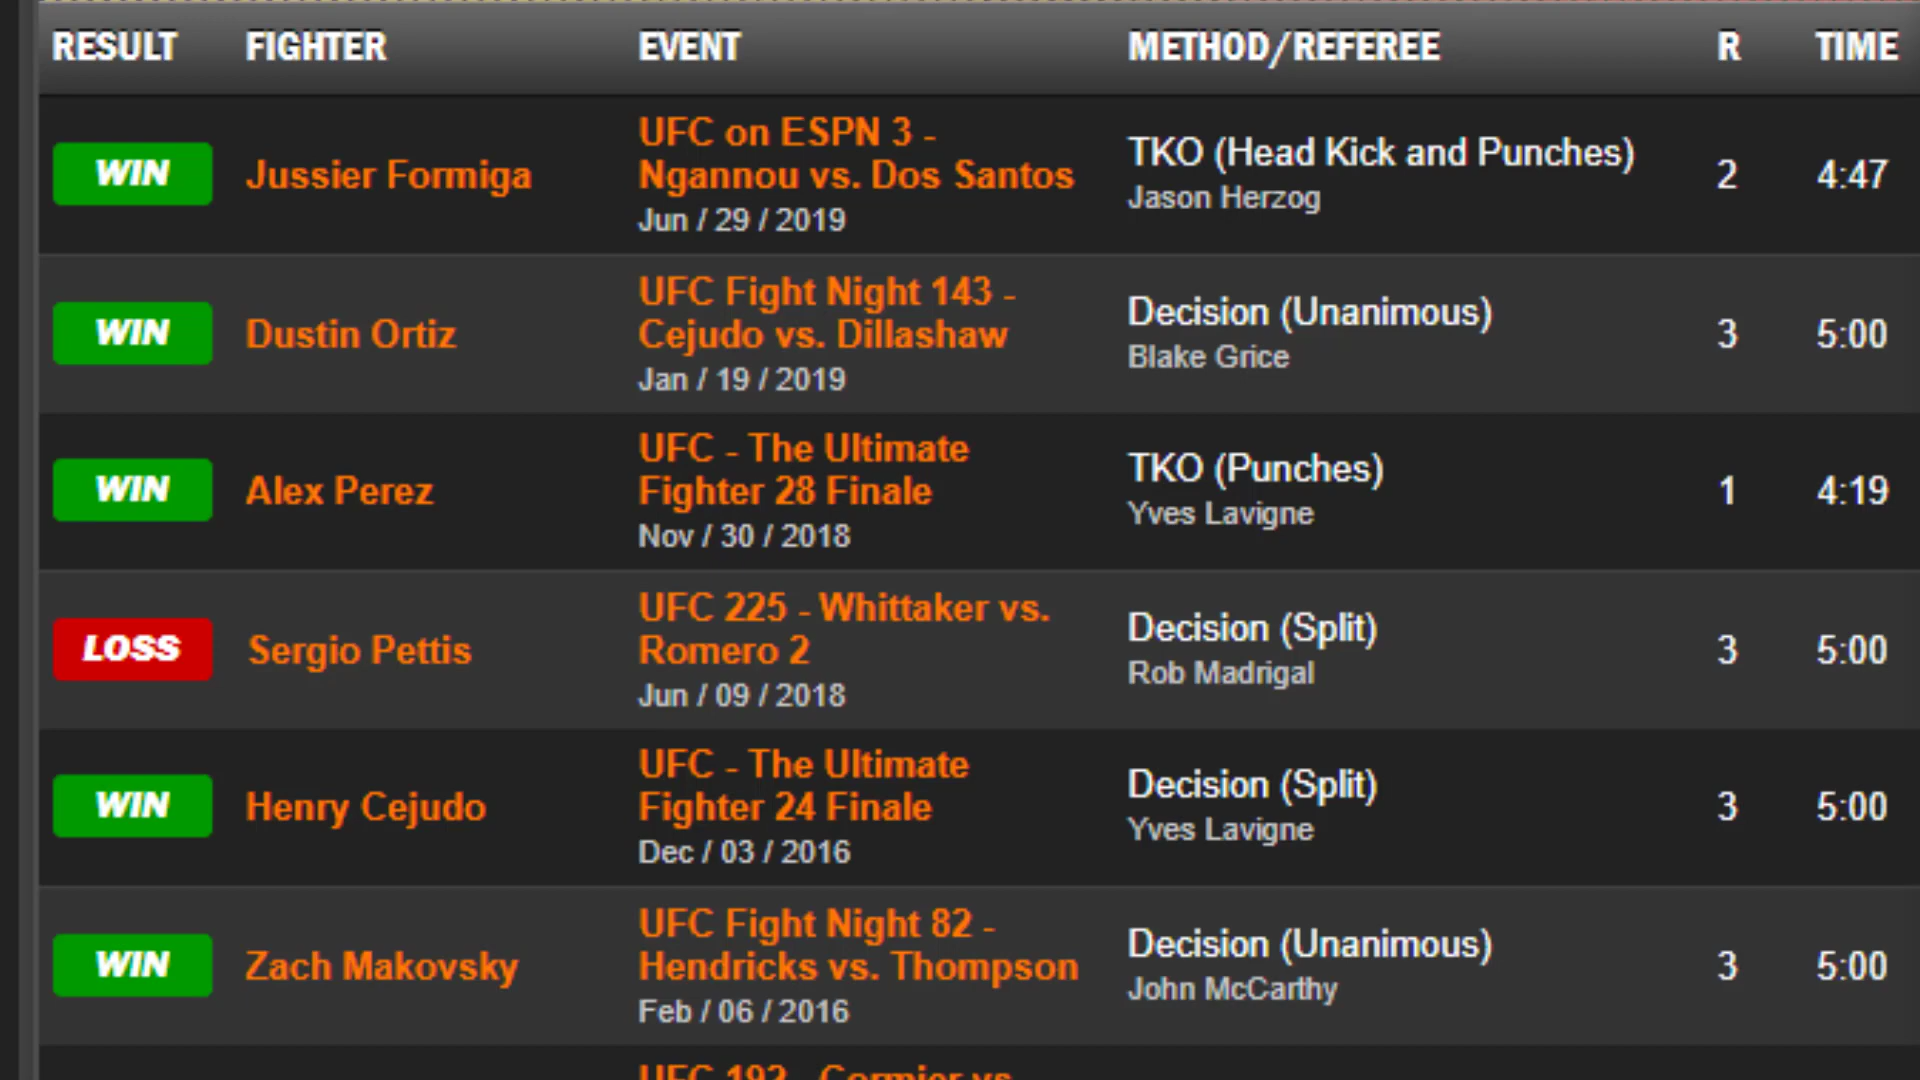 RESULT FIGHTER EVENT METHOD/REFEREE R TIME
WIN Jussier Formiga UFC on ESPN 3 -
Ngannou vs. Dos Santos
Jun / 29 / 2019 TKO (Head Kick and Punches)
Jason Herzog 2 4:47
WIN Dustin Ortiz UFC Fight Night 143 -
Cejudo vs. Dillashaw
Jan / 19 / 2019 Decision (Unanimous)
Blake Grice 3 5:00
WIN Alex Perez UFC - The Ultimate
Fighter 28 Finale
Nov / 30 / 2018 TKO (Punches)
Yves Lavigne 1 4:19
LOSS Sergio Pettis UFC 225 - Whittaker vs.
Romero 2
Jun / 09 / 2018 Decision (Split)
Rob Madrigal 3 5:00
WIN Henry Cejudo UFC - The Ultimate
Fighter 24 Finale
Dec / 03 / 2016 Decision (Split)
Yves Lavigne 3 5:00
WIN Zach Makovsky UFC Fight Night 82 -
Hendricks vs. Thompson
Feb / 06 / 2016 Decision (Unanimous)
John McCarthy 3 5:00
UFC 192 - Cormier vs.